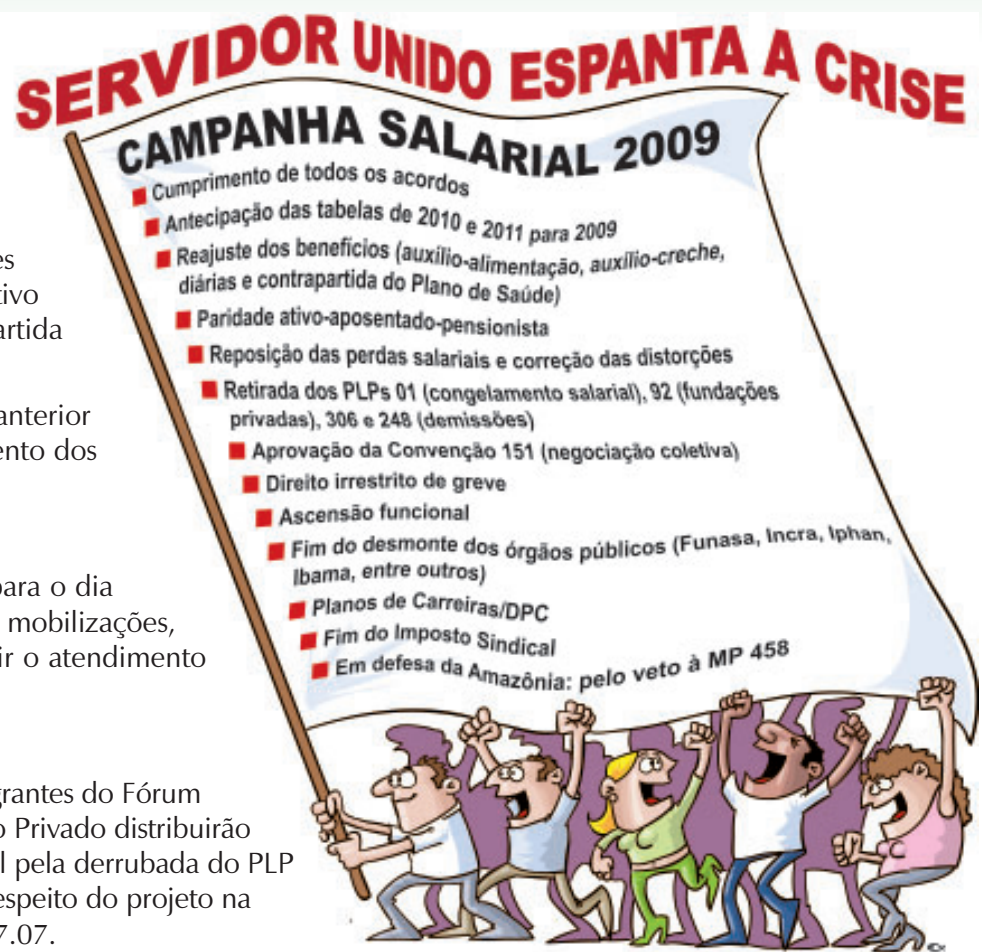 SERVIDOR UNIDO ESPANTA A CRISE
CAMPANHA SALARIAL 2009
Cumprimento de todos os acordos
Antecipação das tabelas de 2010 e 2011 para 2009
Reajuste dos benefícios (auxílio-alimentação, auxílio-creche,
diárias e contrapartida do Plano de Saúde)
Paridade ativo-aposentado-pensionista
Reposição das perdas salariais e correção das distorções
Retirada dos PLPs 01 (congelamento salarial), 92 (fundações
privadas), 306 e 248 (demissões)
Aprovação da Convenção 151 (negociação coletiva)
Direito irrestrito de greve
Ascensão funcional
Fim do desmonte dos órgãos públicos (Funasa, Incra, Iphan,
Ibama, entre outros)
Planos de Carreiras/DPC
Fim do Imposto Sindical
Em defesa da Amazônia: pelo veto à MP 458
es
tivo
artida
anterior
ento dos
para o dia
mobilizações,
ir o atendimento
grantes do Fórum
o Privado distribuirão
l pela derrubada do PLP
espeito do projeto na
7.07.